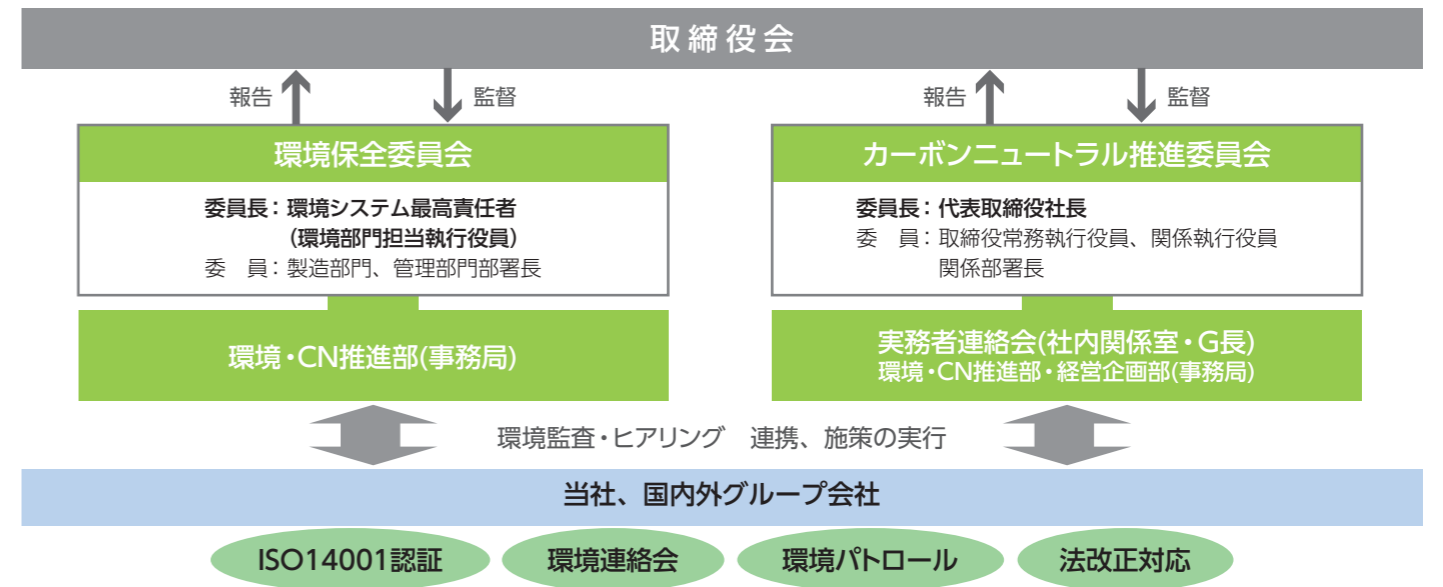 取締役会
報告
監督
報告
監督
環境保全委員会
委員長：環境システム最高責任者
（環境部門担当執行役員）
委　員：製造部門、管理部門部署長
環境・CN推進部(事務局)
カーボンニュートラル推進委員会
委員長：代表取締役社長
委　員：取締役常務執行役員、関係執行役員
関係部署長
実務者連絡会(社内関係室・G長)
環境・CN推進部・経営企画部(事務局)
環境監査・ヒアリング　連携、施策の実行
当社、国内外グループ会社
ISO14001認証
環境連絡会
環境パトロール
法改正対応